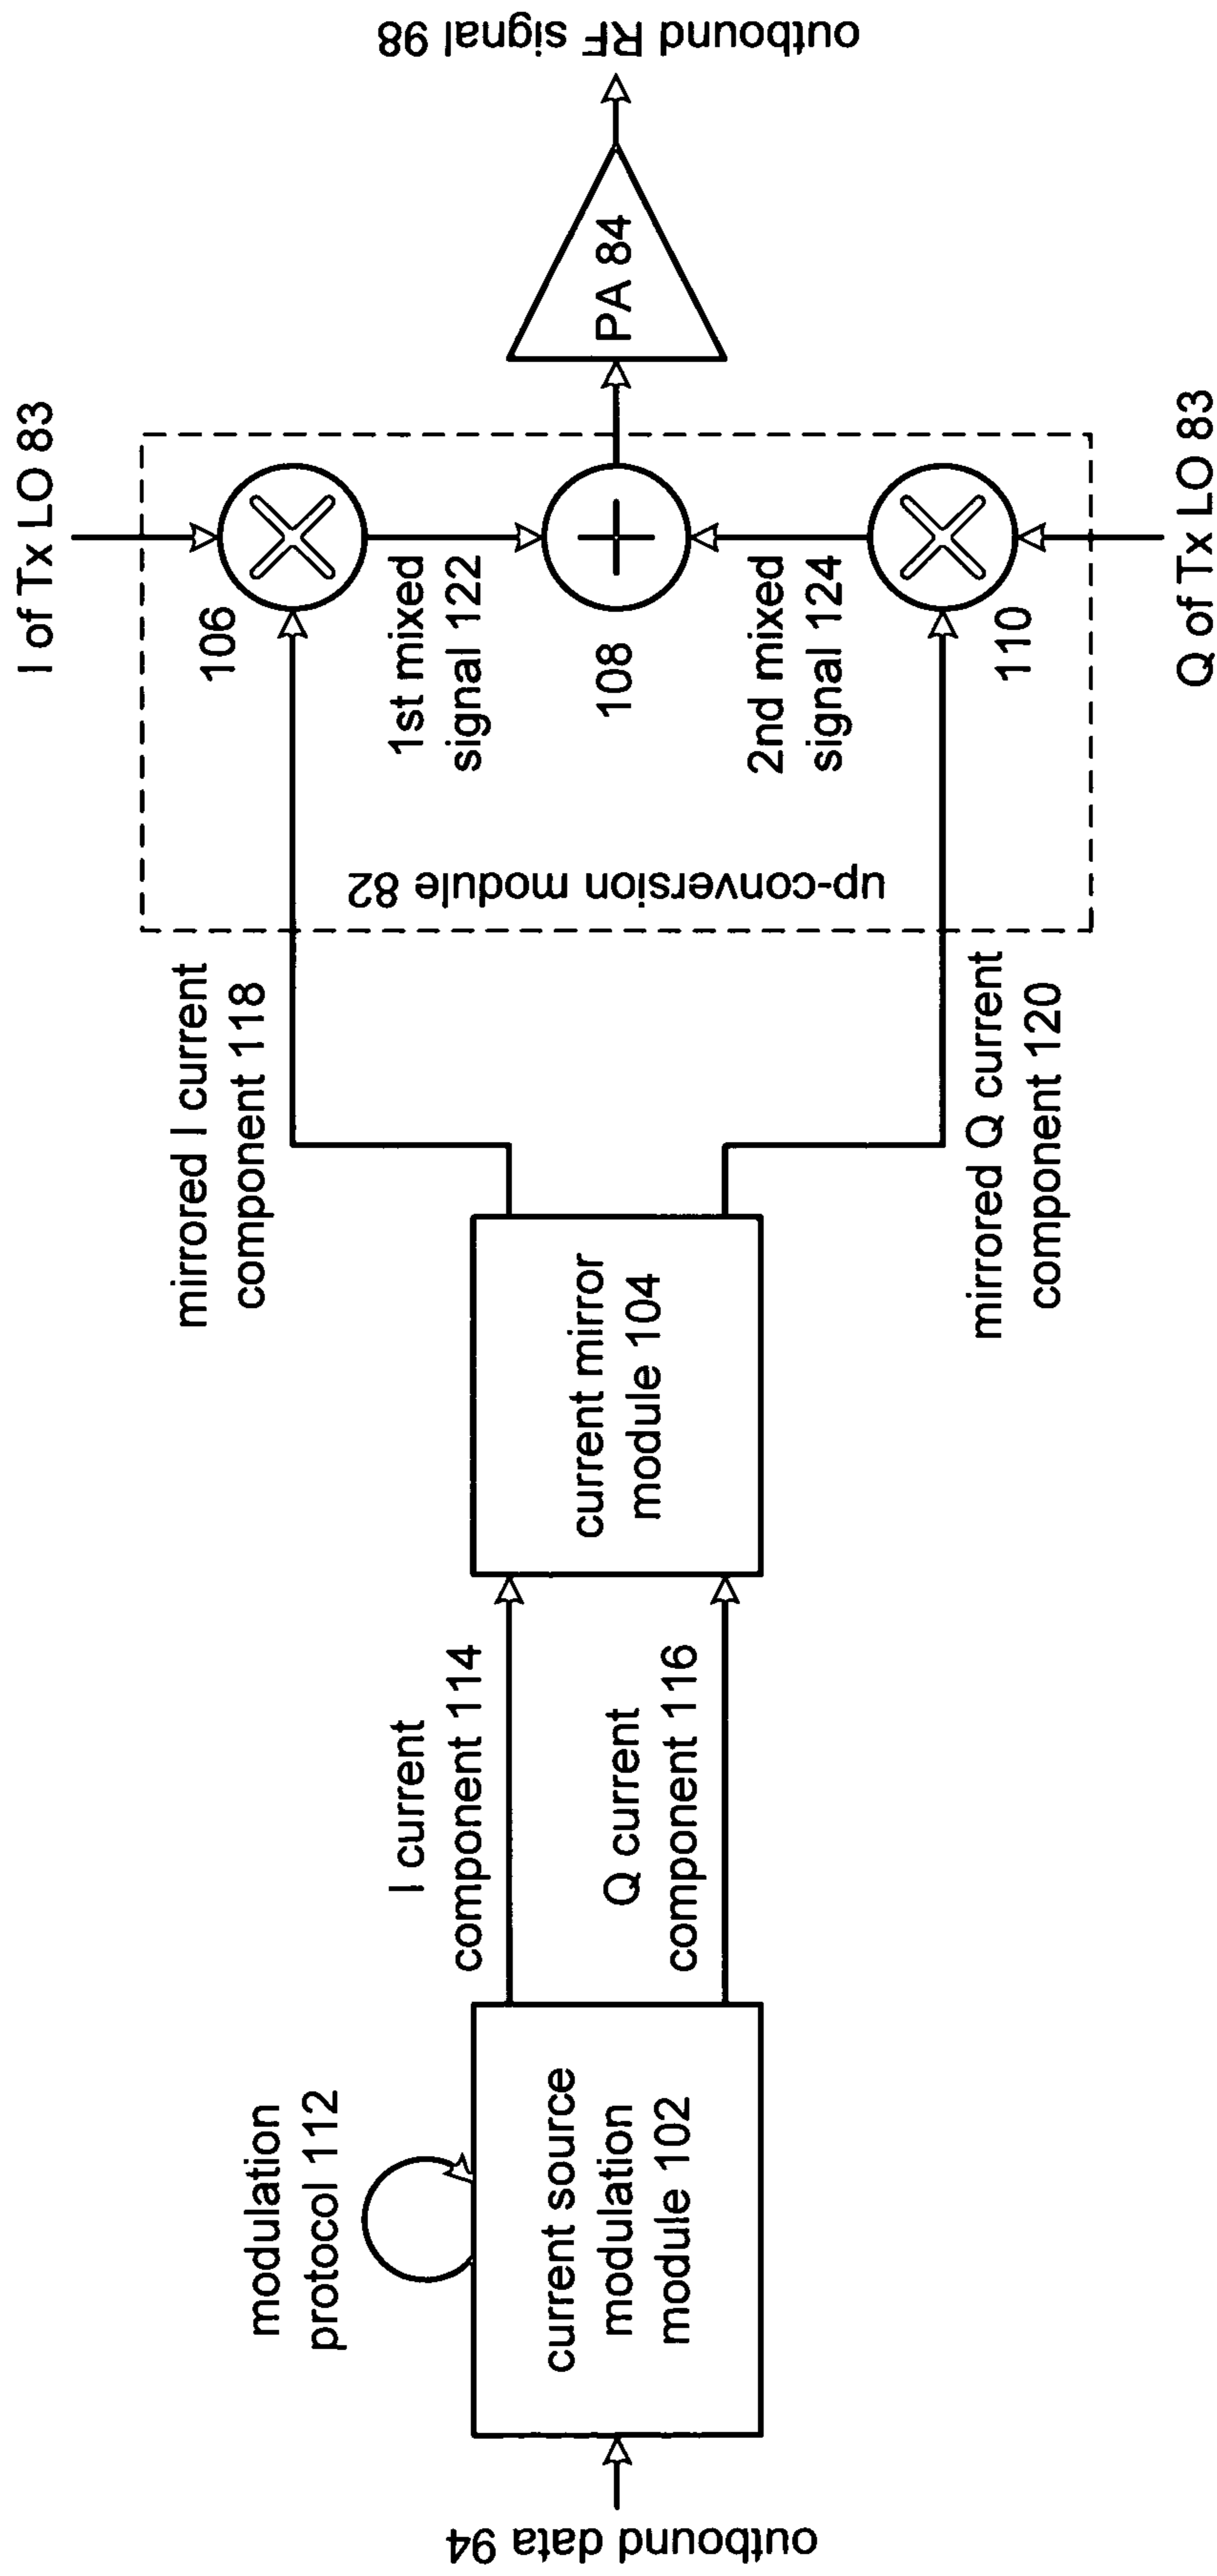 outbound data 94
modulation
protocol 112
current source
modulation
module 102
I current
component 114
Q current
component 116
current mirror
module 104
mirrored I current
component 118
mirrored Q current
component 120
up-conversion module 82
I of Tx LO 83
106
1st mixed
signal 122
108
2nd mixed
signal 124
110
Q of Tx LO 83
PA 84
outbound RF signal 98